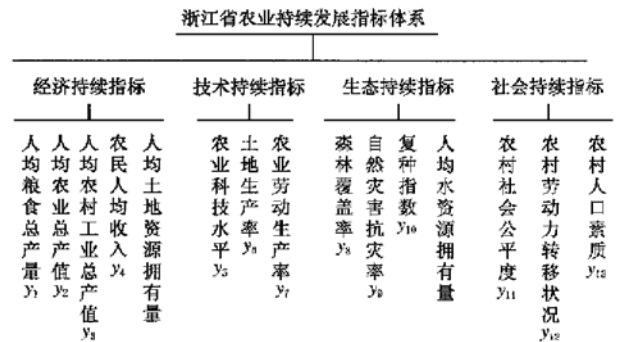 浙江省农业持续发展指标体系
经济持续指标
技术持续指标
生态持续指标
社会持续指标
人均粮食总产量y₁
人均农业总产值y₂
人均农村工业总产值y₃
农民人均收入y₄
人均土地资源拥有量
农业科技水平y₅
土地生产率y₆
农业劳动生产率y₇
森林覆盖率y₈
自然灾害抗灾率y₉
复种指数y₁₀
人均水资源拥有量
农村社会公平度y₁₁
农村劳动力转移状况y₁₂
农村人口素质y₁₃